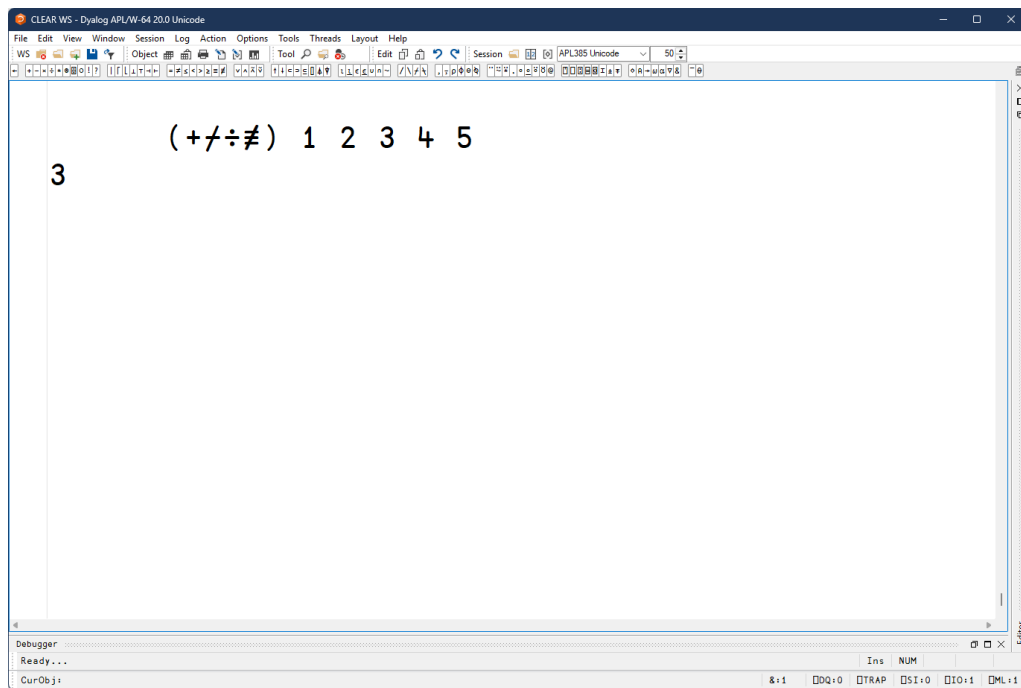 CLEAR WS - Dyalog APL/W-64 20.0 Unicode
File Edit View Window Session Log Action Options Tools Threads Layout Help
WS Object Tool Edit Session APL385 Unicode 50
(+⌿÷≢) 1 2 3 4 5
3
Editor
Debugger
Ready...
Ins NUM
CurObj: &:1 ⎕DQ:0 ⎕TRAP ⎕SI:0 ⎕IO:1 ⎕ML:1